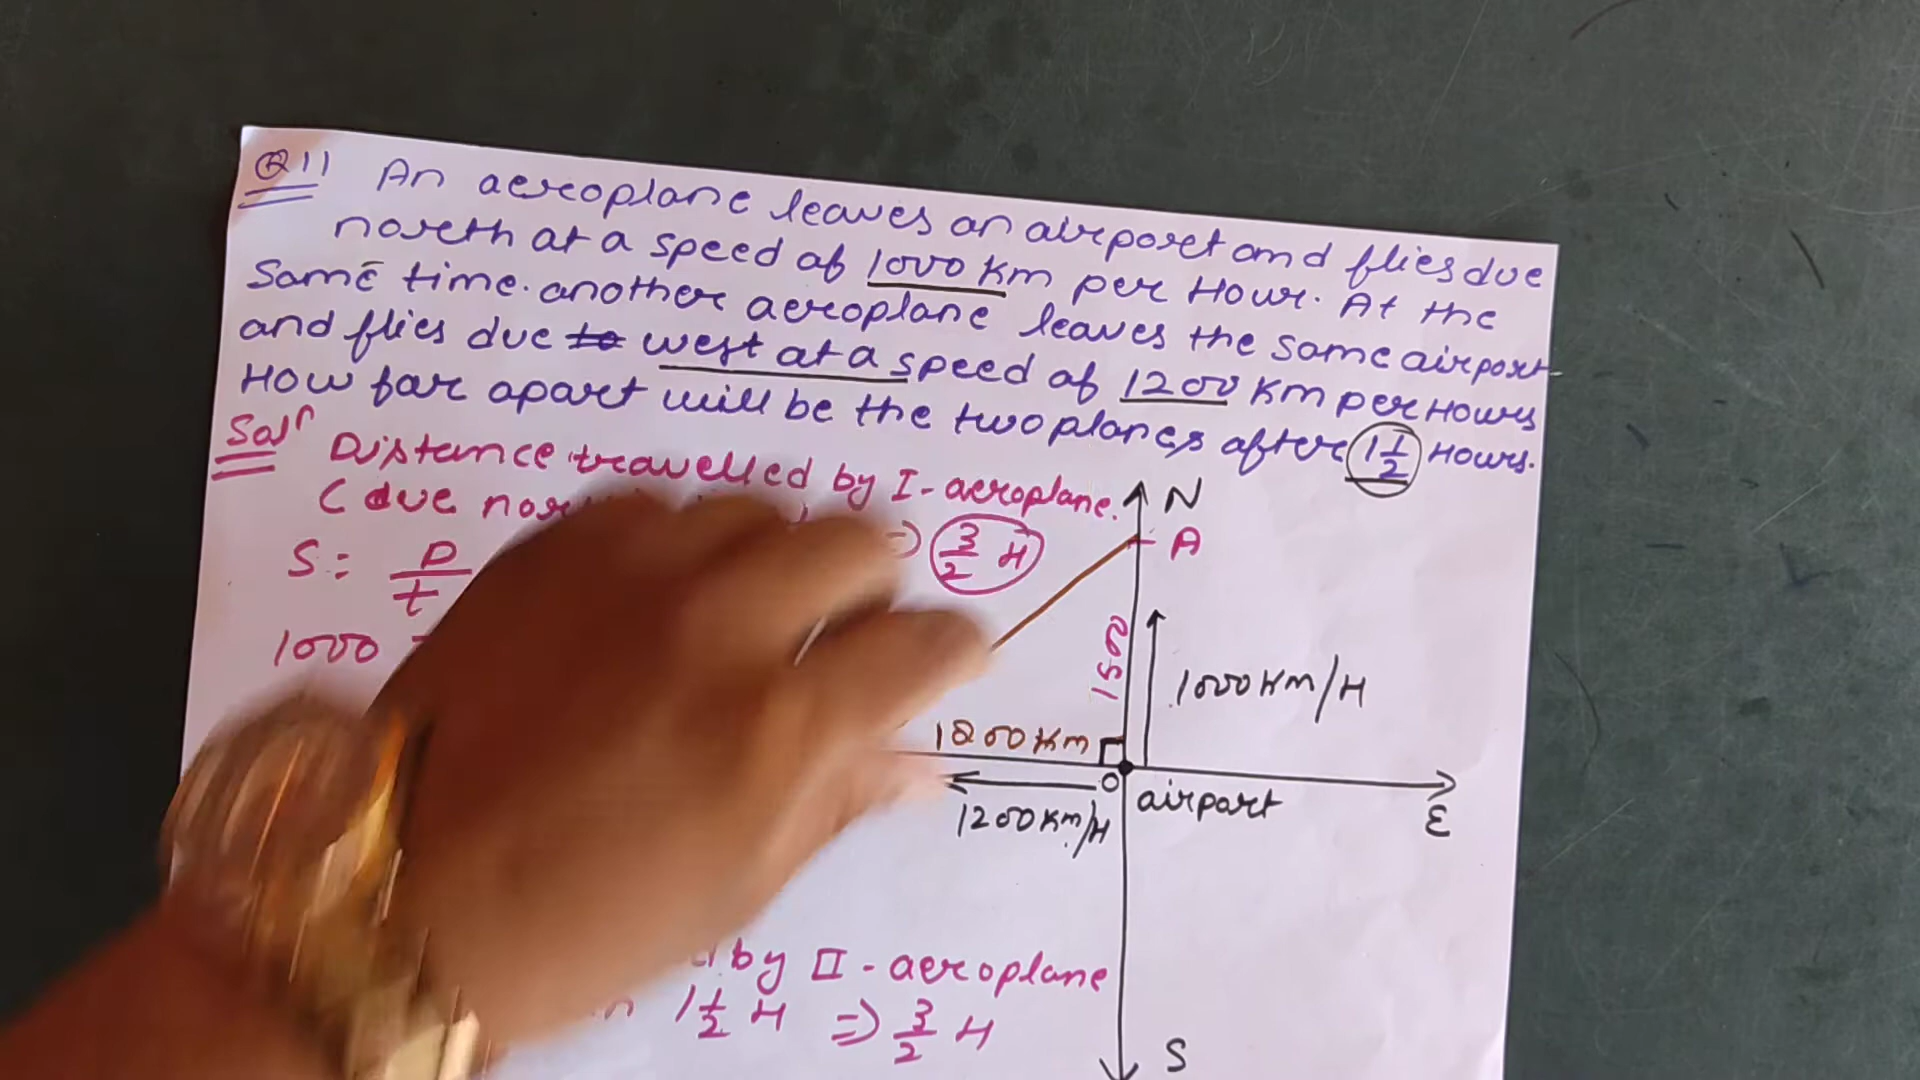 Q11 An aeroplane leaves an airport and flies due
north at a speed of 1000 Km per Hour. At the
Same time. another aeroplane leaves the same airport
and flies due to west at a speed of 1200 Km per Hours
How far apart will be the two planes after 1 1/2 Hours.
Solⁿ Distance travelled by I-aeroplane.
(due
S = D/t
=) 3/2 H
1000
N
A
1500
1000 Km/H
1800 Km
O
airport
E
1200 Km/H
by II-aeroplane
1 1/2 H => 3/2 H
S